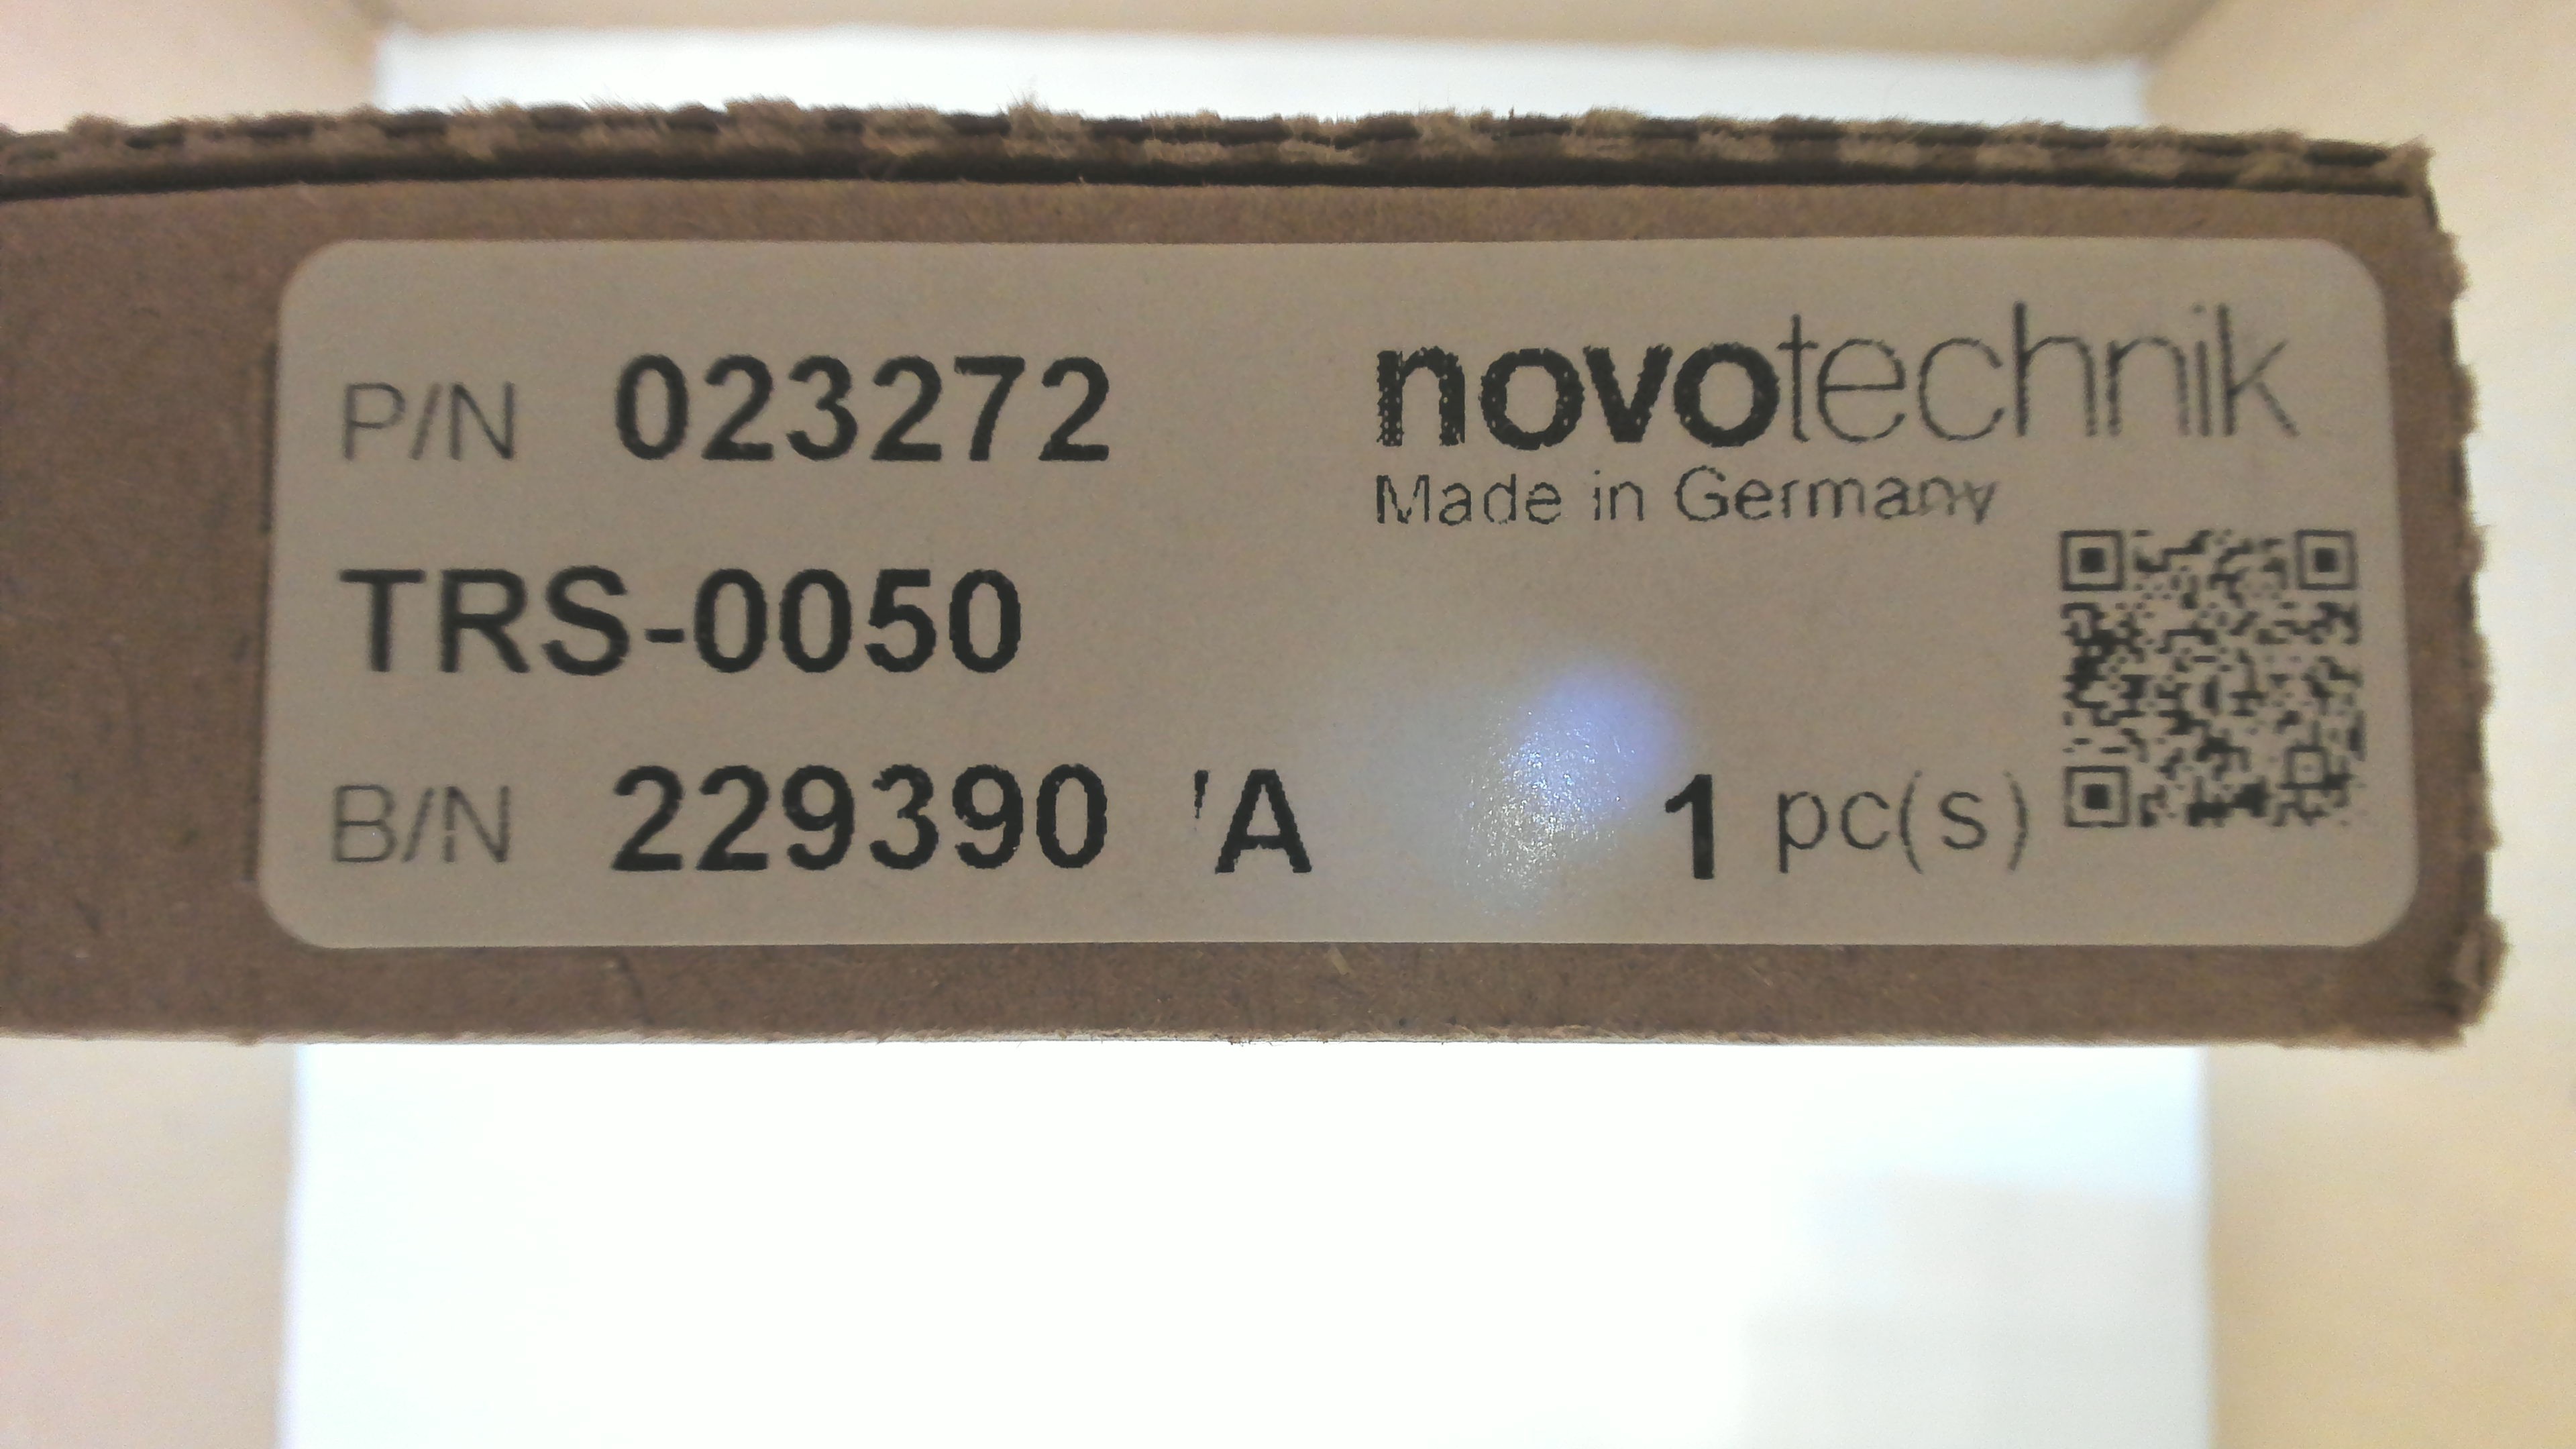 P/N 023272
novotechnik
Made in Germany
TRS-0050
B/N 229390 'A 1 pc(s)